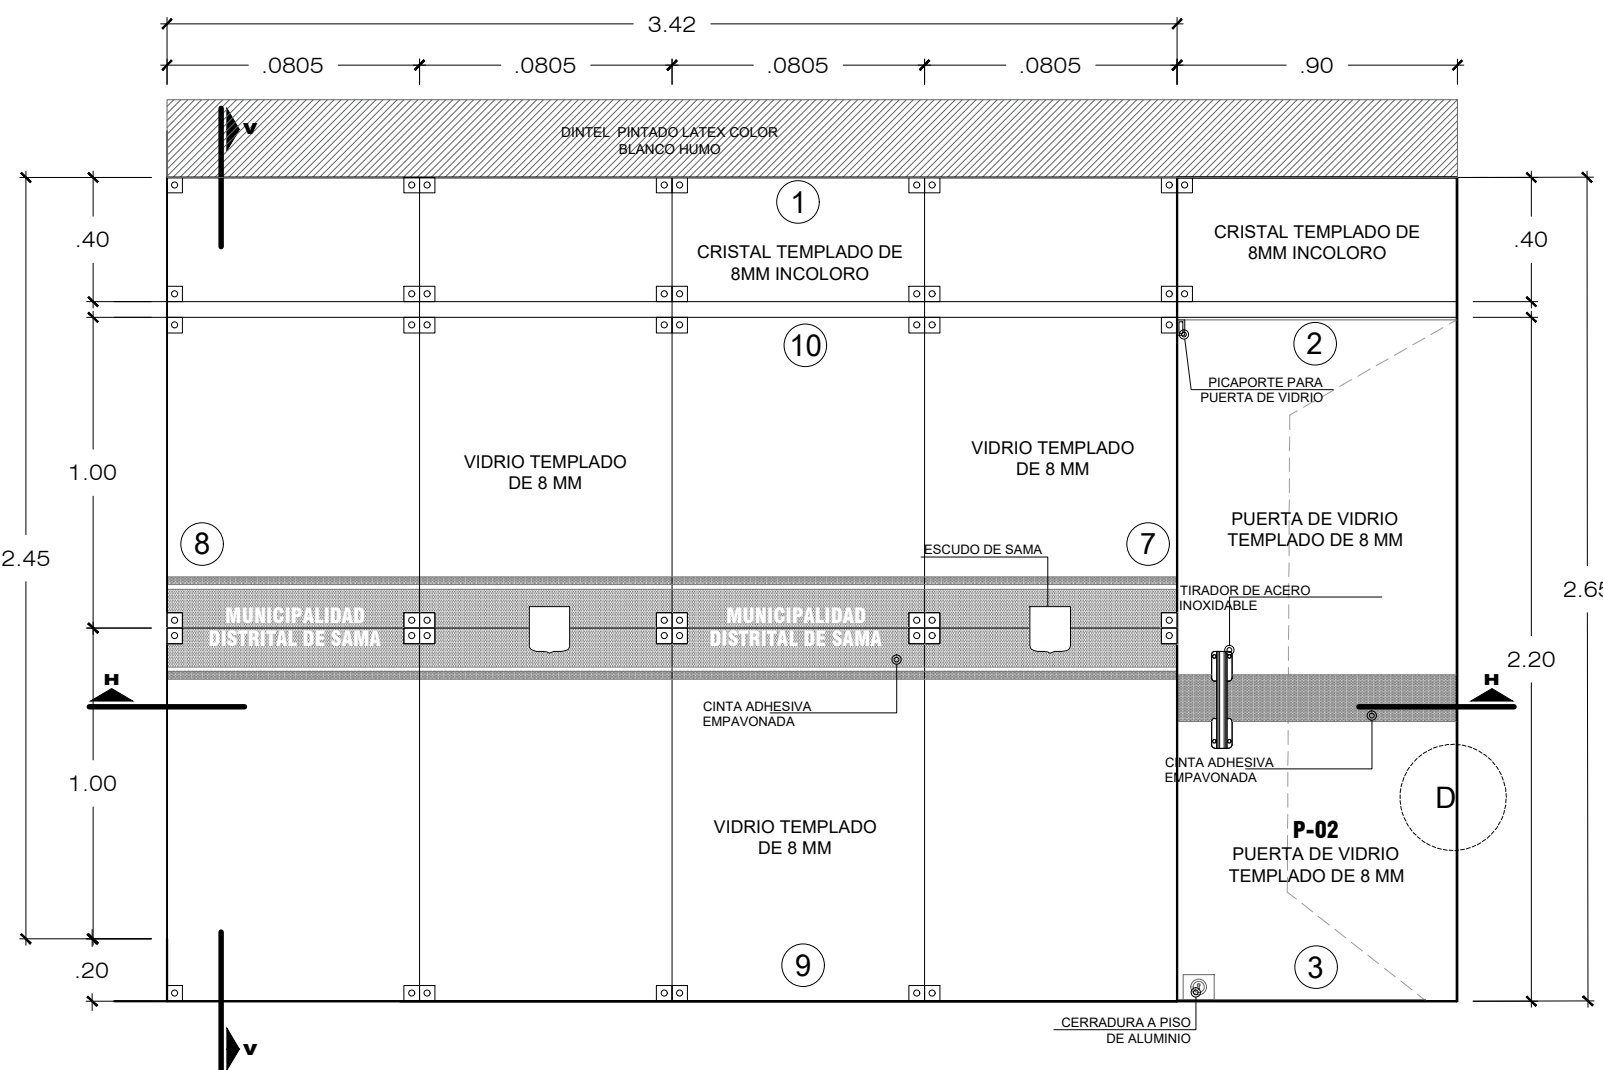 3.42
.0805
.0805
.0805
.0805
.90
V
DINTEL PINTADO LATEX COLOR
BLANCO HUMO
1
CRISTAL TEMPLADO DE
8MM INCOLORO
CRISTAL TEMPLADO DE
8MM INCOLORO
.40
.40
10
2
PICAPORTE PARA
PUERTA DE VIDRIO
VIDRIO TEMPLADO
DE 8 MM
VIDRIO TEMPLADO
DE 8 MM
1.00
PUERTA DE VIDRIO
TEMPLADO DE 8 MM
8
7
2.45
ESCUDO DE SAMA
TIRADOR DE ACERO
INOXIDABLE
2.65
MUNICIPALIDAD
DISTRITAL DE SAMA
MUNICIPALIDAD
DISTRITAL DE SAMA
2.20
H
H
CINTA ADHESIVA
EMPAVONADA
CINTA ADHESIVA
EMPAVONADA
1.00
D
VIDRIO TEMPLADO
DE 8 MM
P-02
PUERTA DE VIDRIO
TEMPLADO DE 8 MM
.20
9
3
CERRADURA A PISO
DE ALUMINIO
V